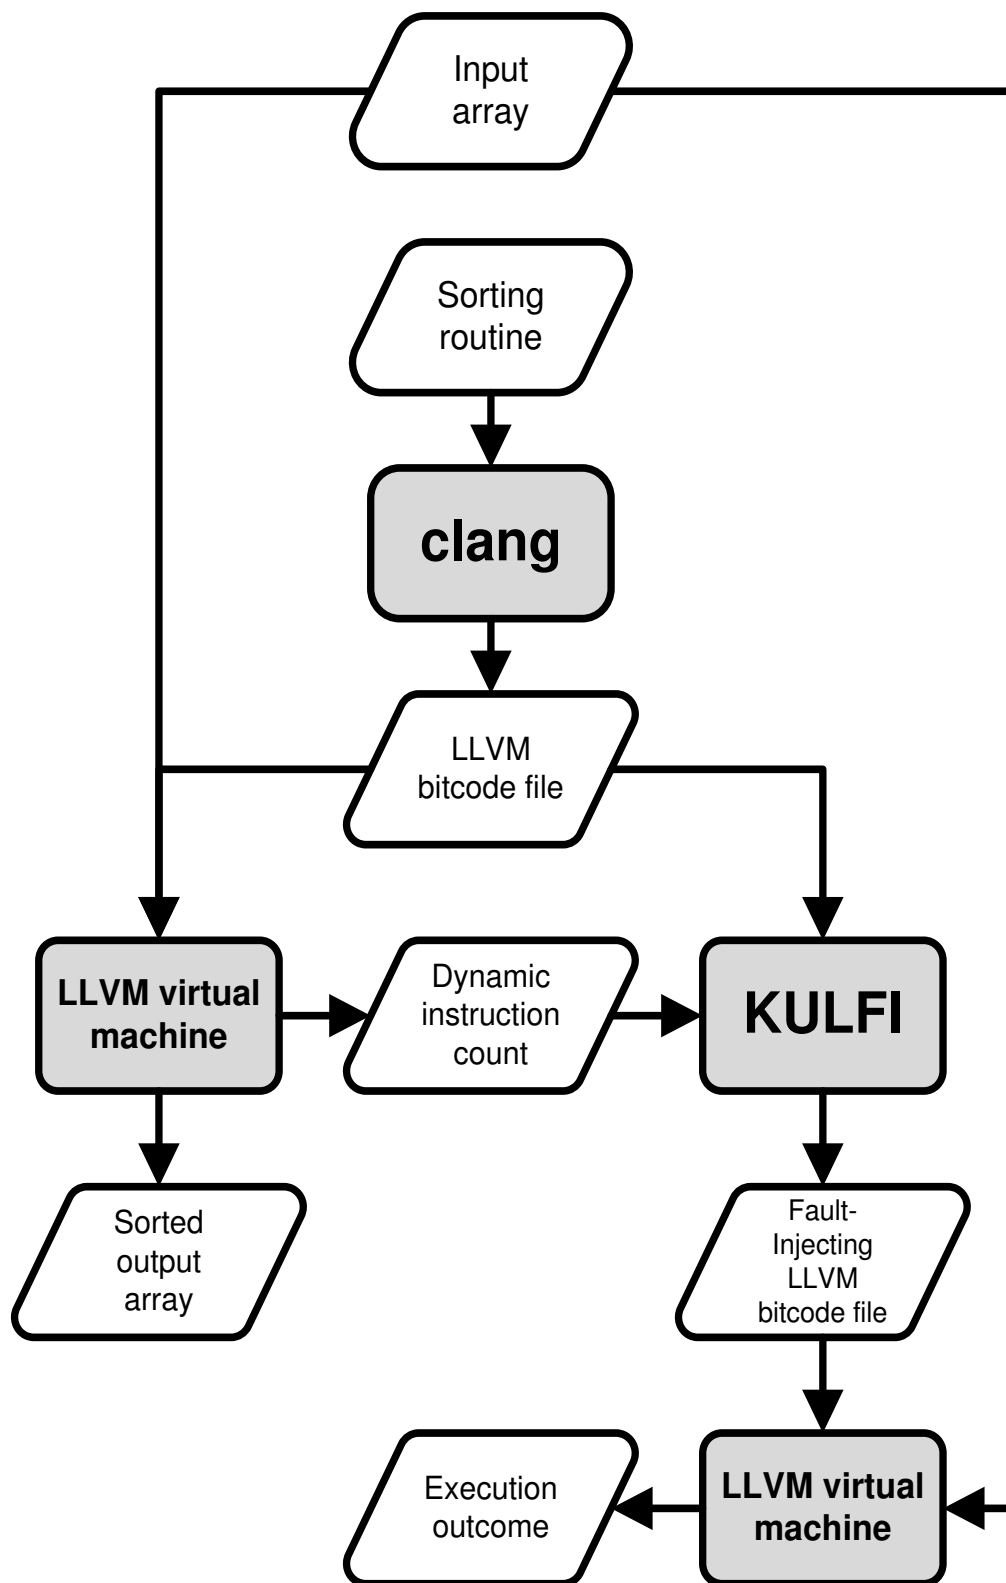 Input
array
Sorting
routine
clang
LLVM
bitcode file
LLVM virtual
machine
Dynamic
instruction
count
KULFI
Sorted
output
array
Fault-
Injecting
LLVM
bitcode file
Execution
outcome
LLVM virtual
machine